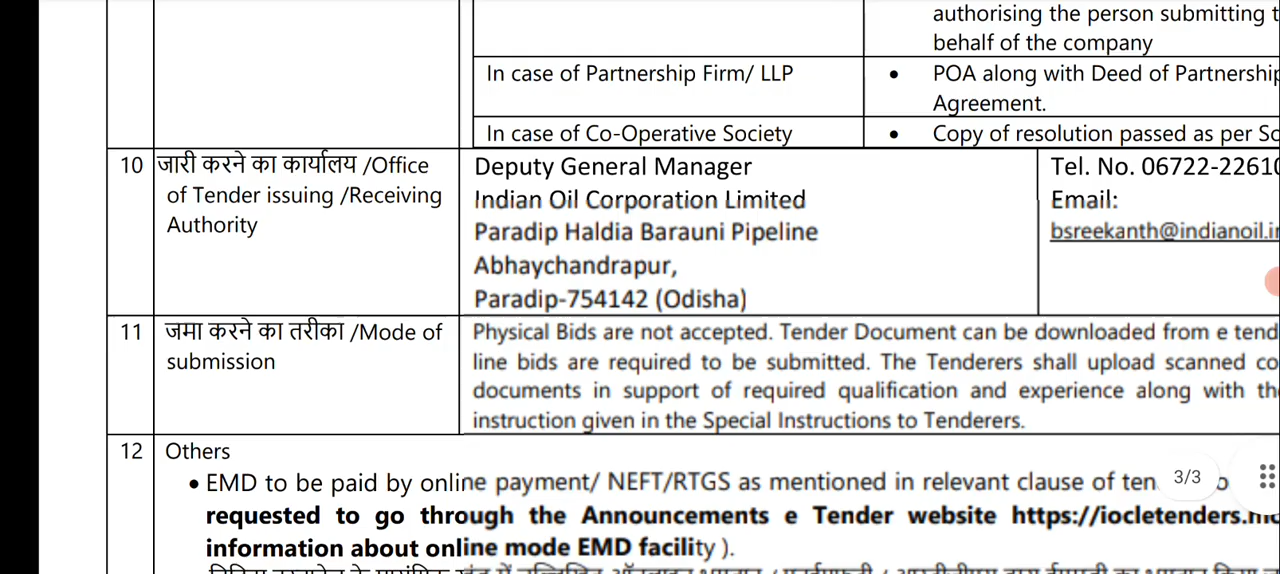 authorising the person submitting
behalf of the company
In case of Partnership Firm/ LLP
• POA along with Deed of Partnership
Agreement.
In case of Co-Operative Society
• Copy of resolution passed as per
10
जारी करने का कार्यालय /Office
of Tender issuing /Receiving
Authority
Deputy General Manager
Indian Oil Corporation Limited
Paradip Haldia Barauni Pipeline
Abhaychandrapur,
Paradip-754142 (Odisha)
Tel. No. 06722-22610
Email:
bsreekanth@indianoil.in
11
जमा करने का तरीका /Mode of
submission
Physical Bids are not accepted. Tender Document can be downloaded from e tend
line bids are required to be submitted. The Tenderers shall upload scanned co
documents in support of required qualification and experience along with the
instruction given in the Special Instructions to Tenderers.
12
Others
• EMD to be paid by online payment/ NEFT/RTGS as mentioned in relevant clause of ten
3/3
requested to go through the Announcements e Tender website https://iocletenders.nic
information about online mode EMD facility ).